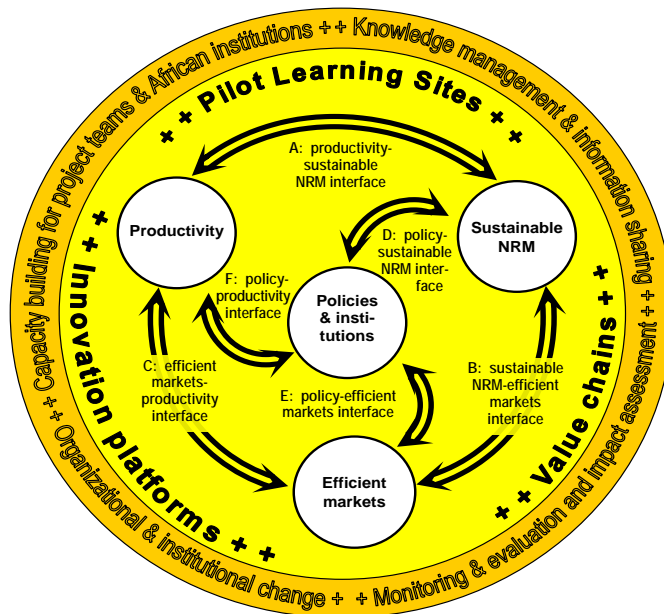 + + Capacity building for project teams & African institutions + + Knowledge management & information sharing + + Monitoring & evaluation and impact assessment + + Organizational & institutional change
+ + Pilot Learning Sites + +
A: productivity-
sustainable
NRM interface
Productivity
Sustainable
NRM
D: policy-
sustainable
NRM inter-
face
F: policy-
productivity
interface
Policies
& insti-
tutions
C: efficient
markets-
productivity
interface
E: policy-efficient
markets interface
B: sustainable
NRM-efficient
markets
interface
Efficient
markets
+ + Innovation platforms + +
+ + Value chains + +